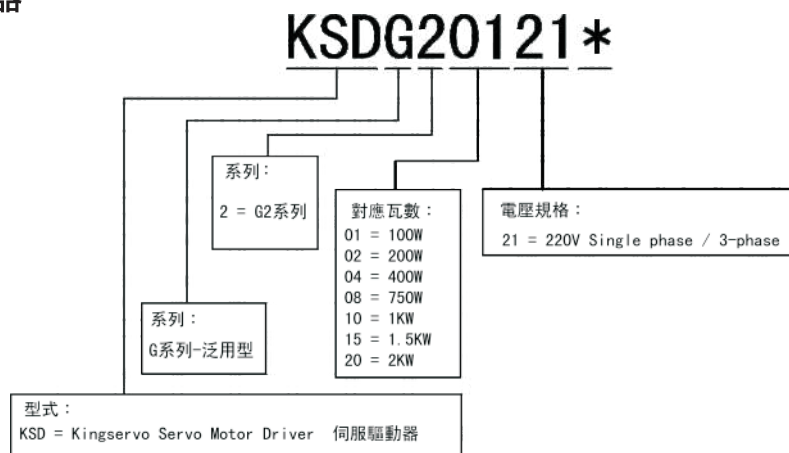 器
KSDG20121*
系列：
2 = G2系列
對應瓦數：
01 = 100W
02 = 200W
04 = 400W
08 = 750W
10 = 1KW
15 = 1.5KW
20 = 2KW
電壓規格：
21 = 220V Single phase / 3-phase
系列：
G系列-泛用型
型式：
KSD = Kingservo Servo Motor Driver 伺服驅動器